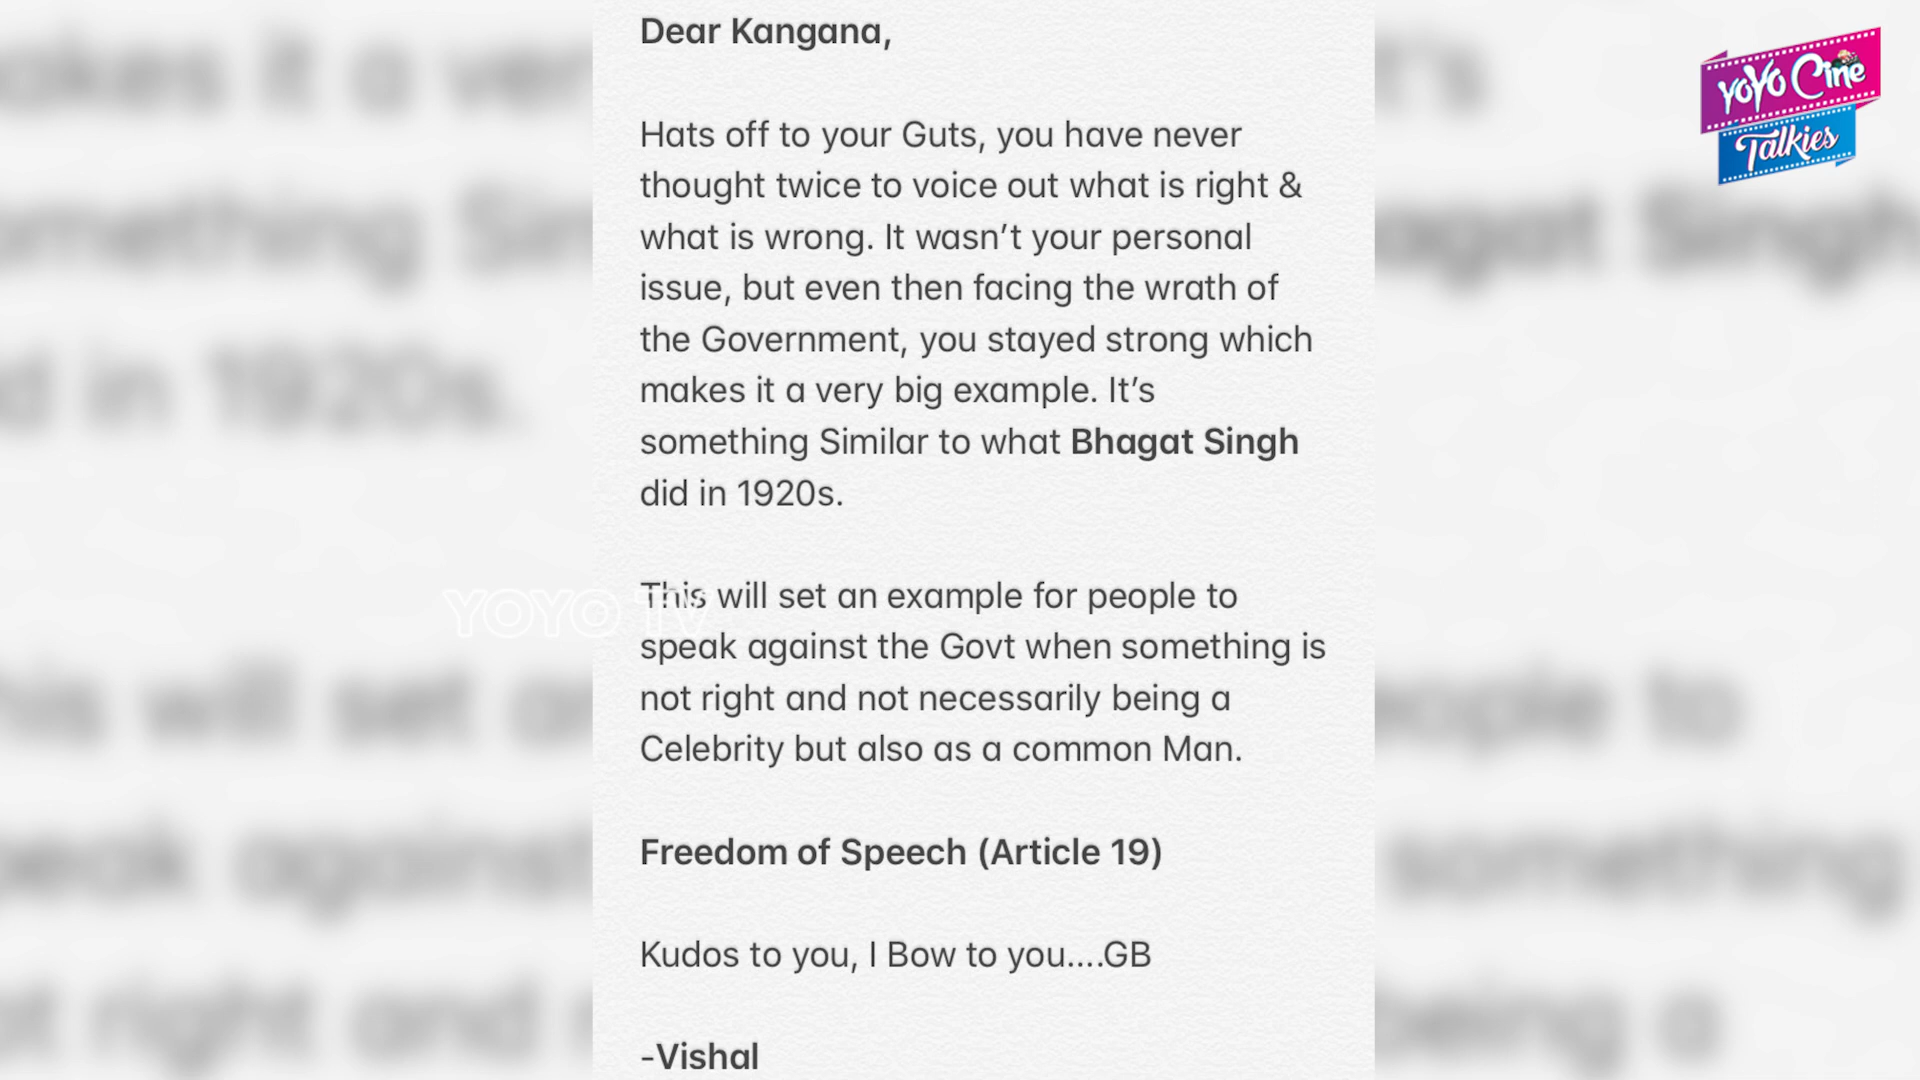 Dear Kangana,
Hats off to your Guts, you have never
thought twice to voice out what is right &
what is wrong. It wasn’t your personal
issue, but even then facing the wrath of
the Government, you stayed strong which
makes it a very big example. It’s
something Similar to what Bhagat Singh
did in 1920s.
This will set an example for people to
speak against the Govt when something is
not right and not necessarily being a
Celebrity but also as a common Man.
Freedom of Speech (Article 19)
Kudos to you, I Bow to you....GB
-Vishal
YOYO Cine
Talkies
YOYO TV